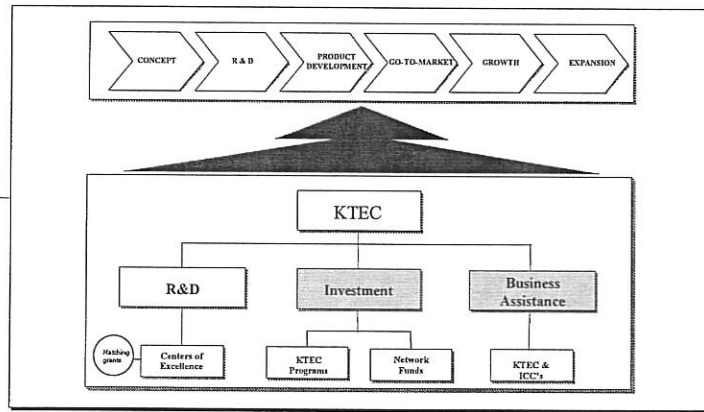 CONCEPT
R & D
PRODUCT
DEVELOPMENT
GO-TO-MARKET
GROWTH
EXPANSION
KTEC
R&D
Investment
Business
Assistance
Hatching
grants
Centers of
Excellence
KTEC
Programs
Network
Funds
KTEC &
ICC's